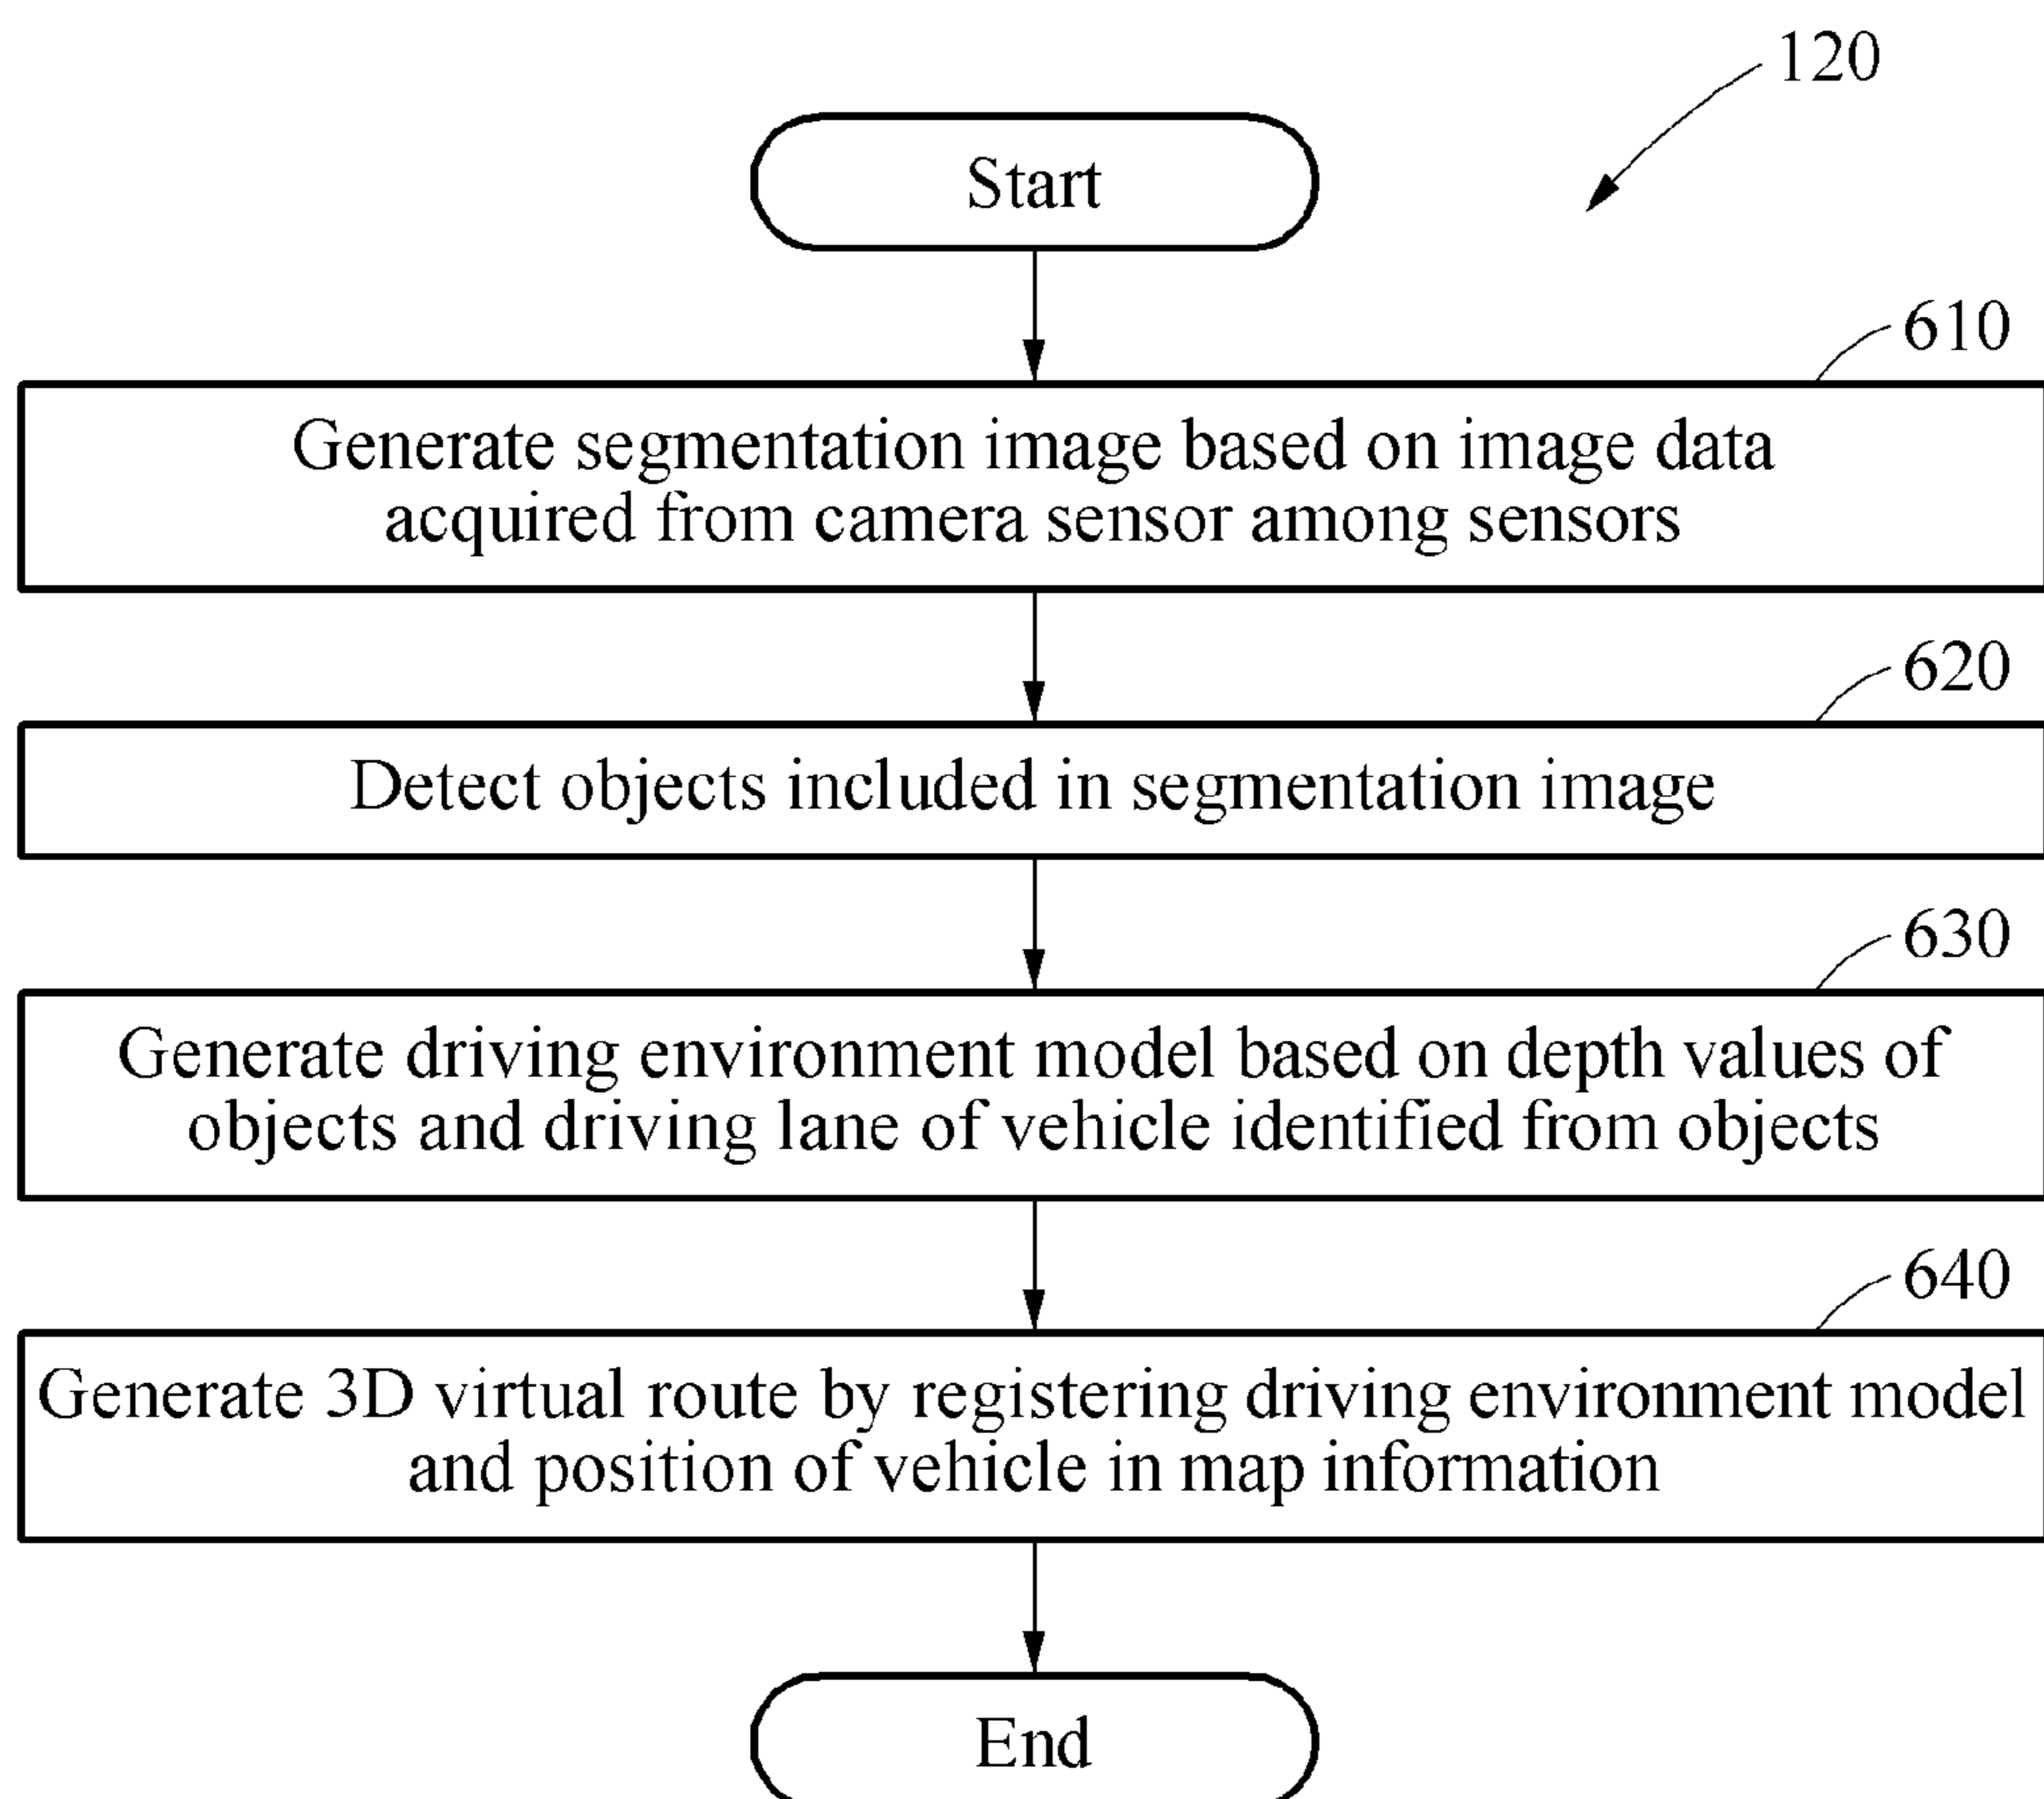 120
Start
610
Generate segmentation image based on image data
acquired from camera sensor among sensors
620
Detect objects included in segmentation image
630
Generate driving environment model based on depth values of
objects and driving lane of vehicle identified from objects
640
Generate 3D virtual route by registering driving environment model
and position of vehicle in map information
End